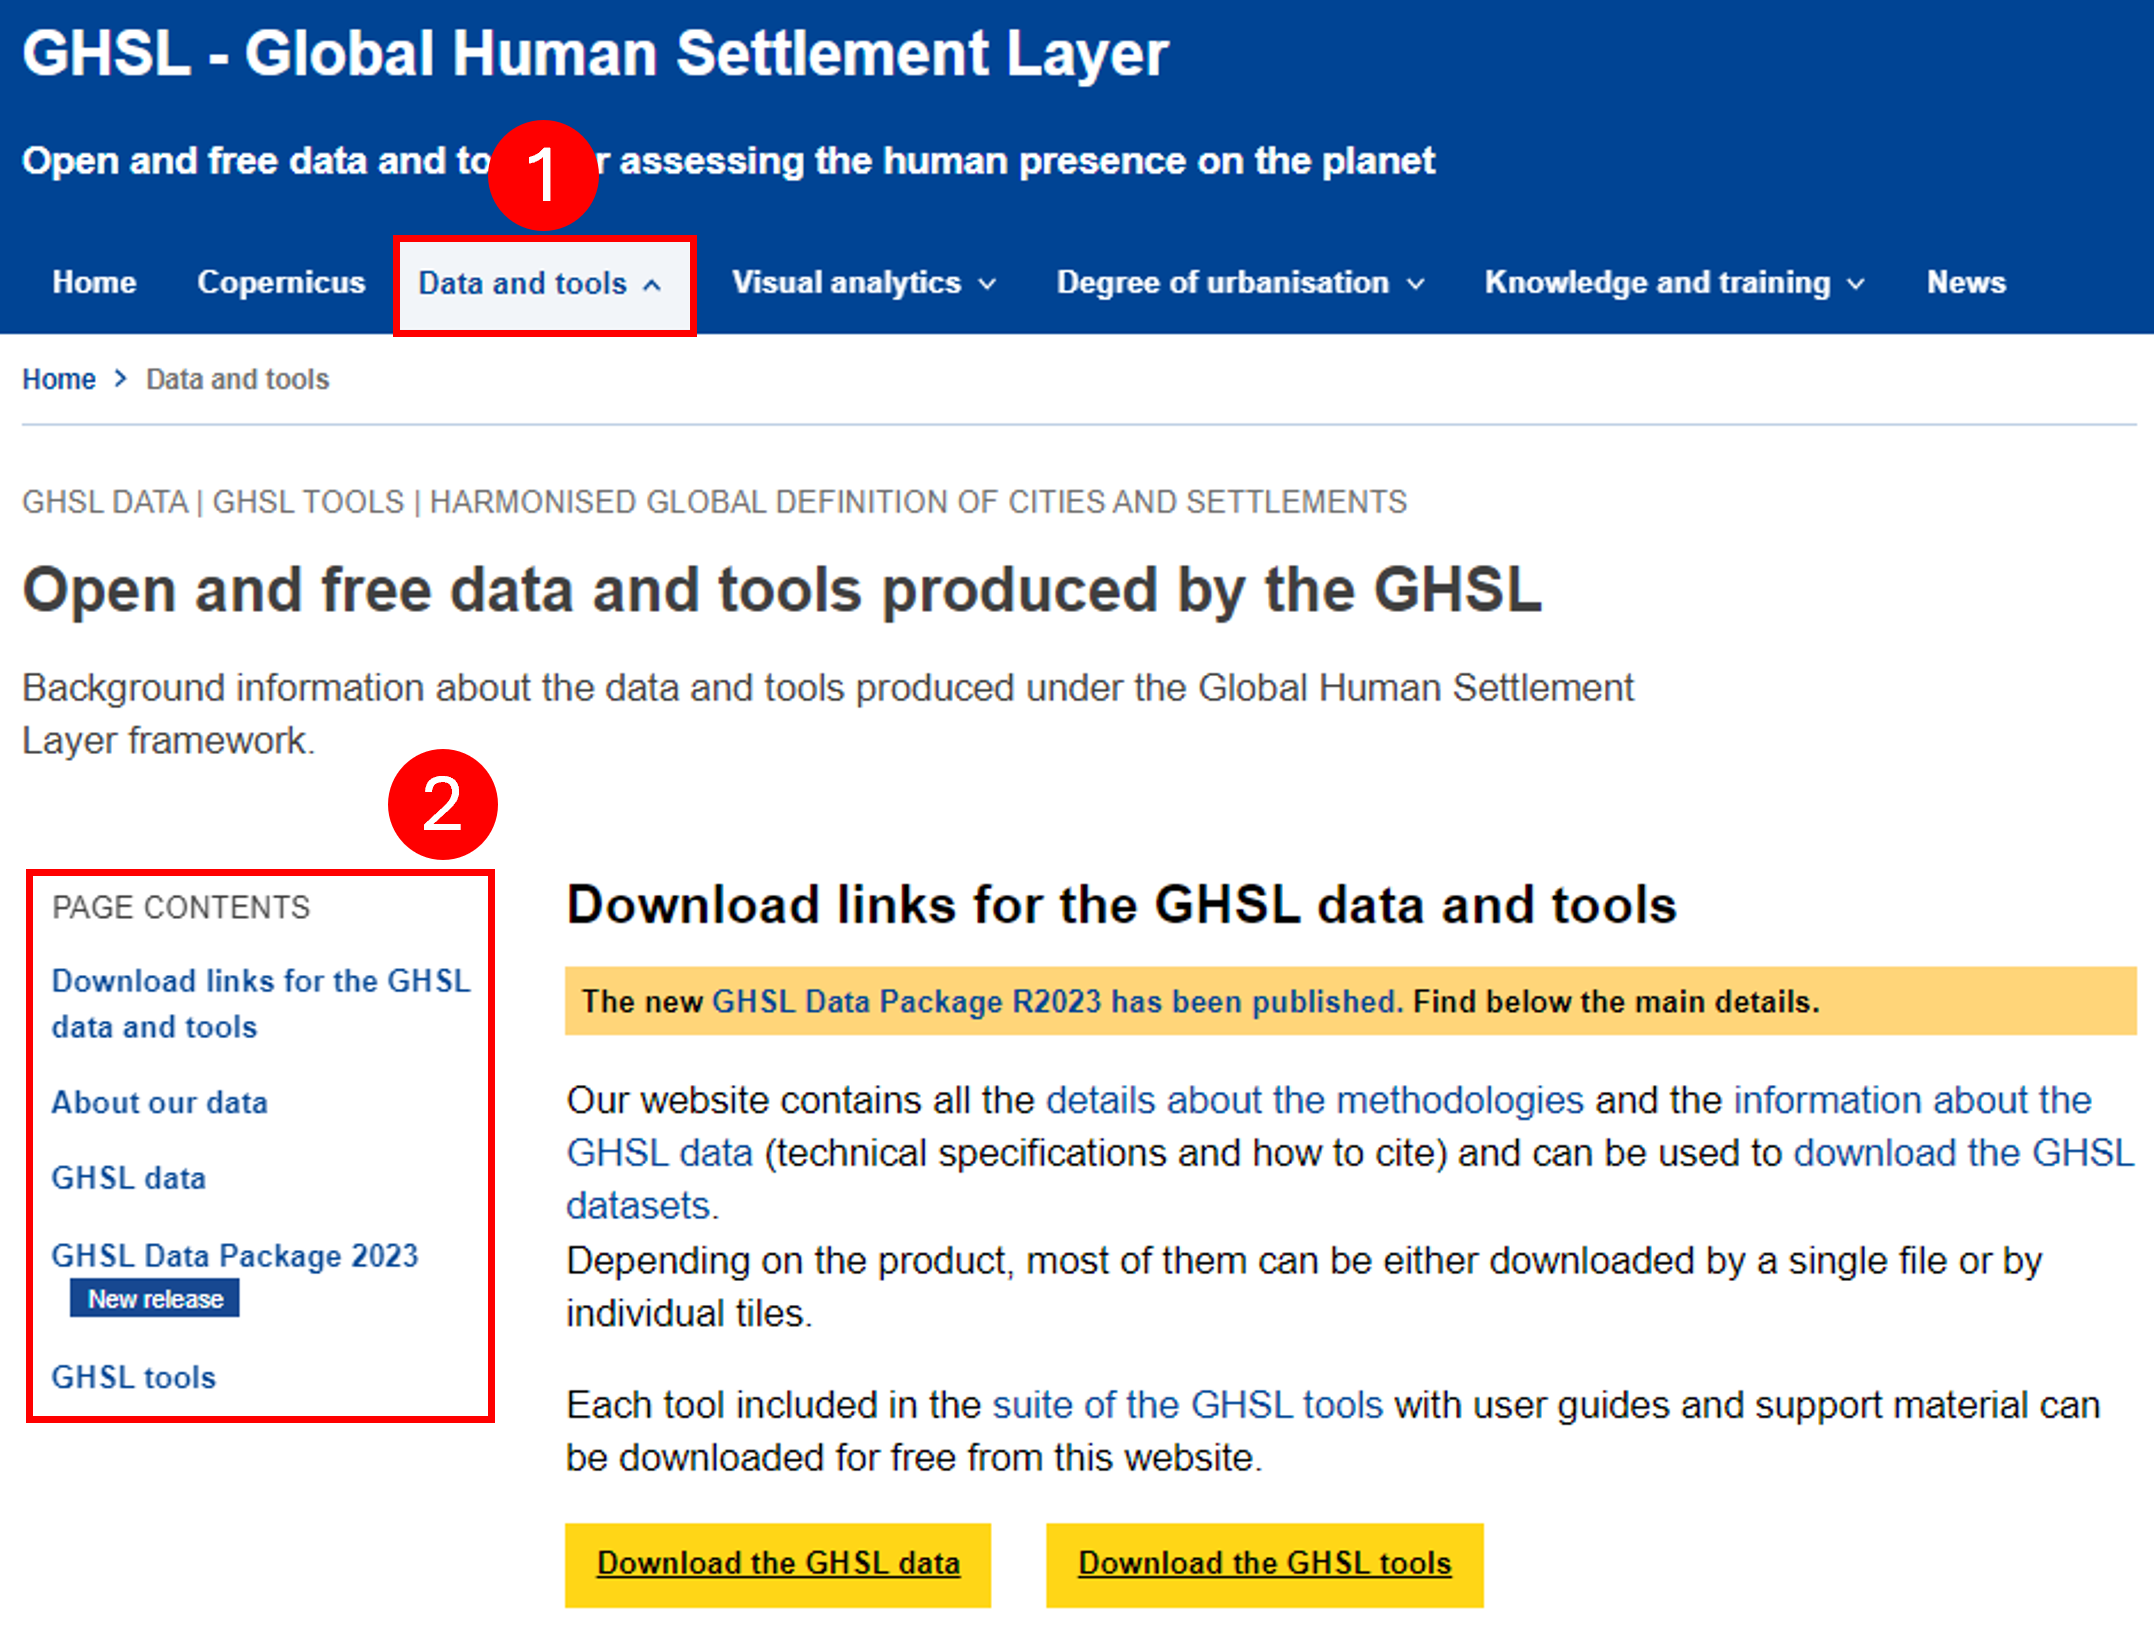 GHSL - Global Human Settlement Layer
Open and free data and to r assessing the human presence on the planet
1
Home Copernicus Data and tools Visual analytics Degree of urbanisation Knowledge and training News
Home > Data and tools
GHSL DATA | GHSL TOOLS | HARMONISED GLOBAL DEFINITION OF CITIES AND SETTLEMENTS
Open and free data and tools produced by the GHSL
Background information about the data and tools produced under the Global Human Settlement
Layer framework.
2
PAGE CONTENTS
Download links for the GHSL
data and tools
About our data
GHSL data
GHSL Data Package 2023
New release
GHSL tools
Download links for the GHSL data and tools
The new GHSL Data Package R2023 has been published. Find below the main details.
Our website contains all the details about the methodologies and the information about the
GHSL data (technical specifications and how to cite) and can be used to download the GHSL
datasets.
Depending on the product, most of them can be either downloaded by a single file or by
individual tiles.
Each tool included in the suite of the GHSL tools with user guides and support material can
be downloaded for free from this website.
Download the GHSL data
Download the GHSL tools